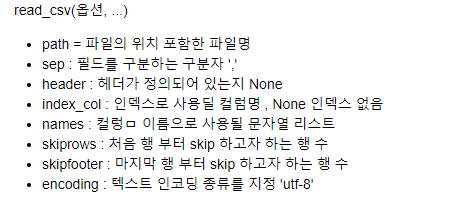 read_csv(옵션, ...)
• path = 파일의 위치 포함한 파일명
• sep : 필드를 구분하는 구분자 ','
• header : 헤더가 정의되어 있는지 None
• index_col : 인덱스로 사용딜 컬럼명 , None 인덱스 없음
• names : 컬렁ㅁ 이름으로 사용될 문자열 리스트
• skiprows : 처음 행 부터 skip 하고자 하는 행 수
• skipfooter : 마지막 행 부터 skip 하고자 하는 행 수
• encoding : 텍스트 인코딩 종류를 지정 'utf-8'